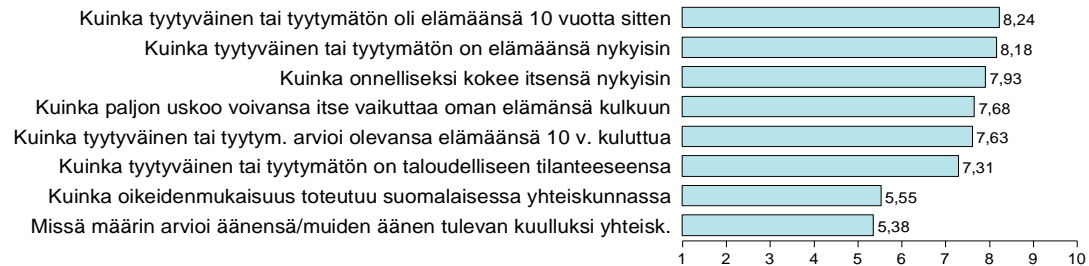 Kuinka tyytyväinen tai tyytymätön oli elämäänsä 10 vuotta sitten 8,24
Kuinka tyytyväinen tai tyytymätön on elämäänsä nykyisin 8,18
Kuinka onnelliseksi kokee itsensä nykyisin 7,93
Kuinka paljon uskoo voivansa itse vaikuttaa oman elämänsä kulkuun 7,68
Kuinka tyytyväinen tai tyytym. arvioi olevansa elämäänsä 10 v. kuluttua 7,63
Kuinka tyytyväinen tai tyytymätön on taloudelliseen tilanteeseensa 7,31
Kuinka oikeidenmukaisuus toteutuu suomalaisessa yhteiskunnassa 5,55
Missä määrin arvioi äänensä/muiden äänen tulevan kuulluksi yhteisk. 5,38
1 2 3 4 5 6 7 8 9 10